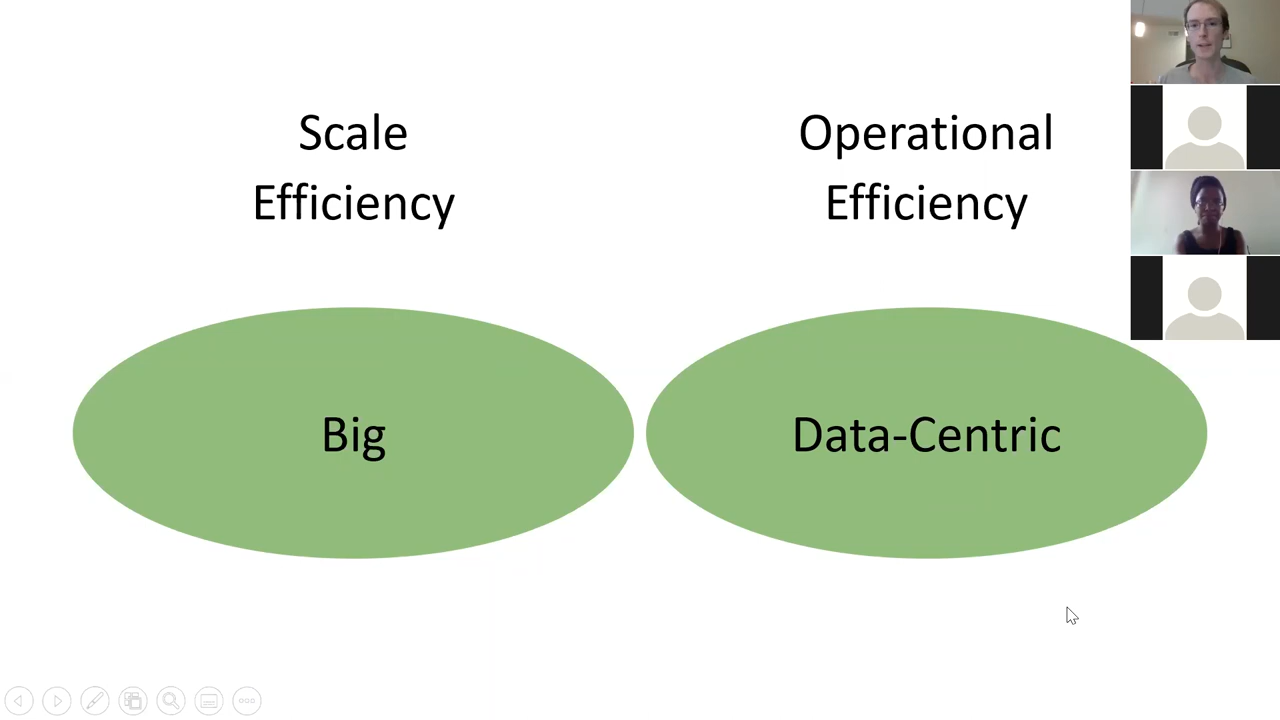 Scale
Efficiency
Operational
Efficiency
Big
Data-Centric